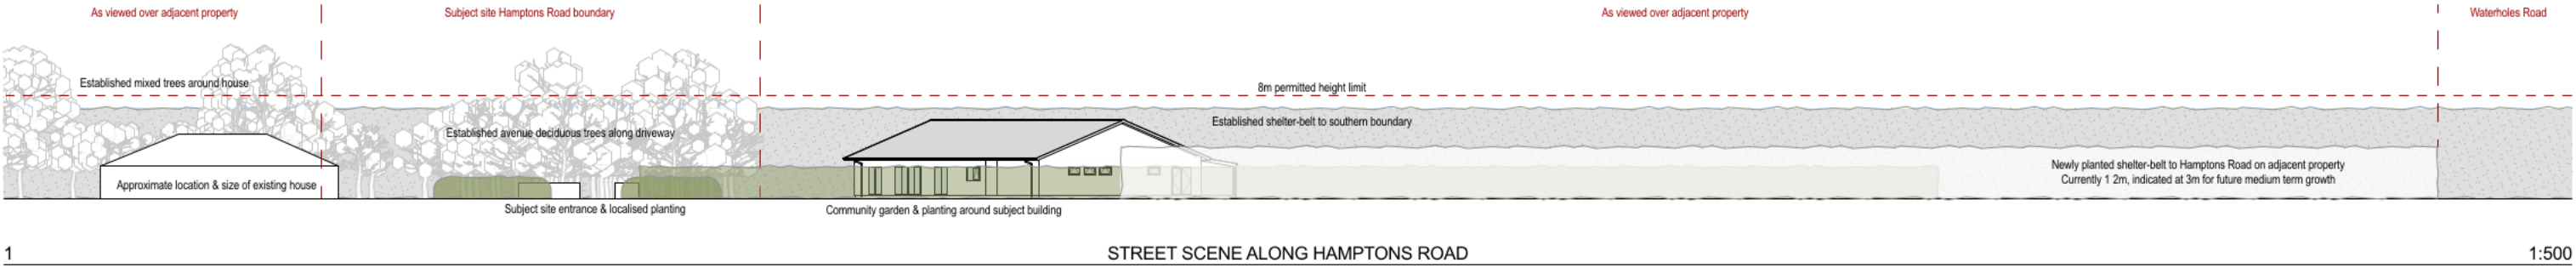 As viewed over adjacent property
Subject site Hamptons Road boundary
As viewed over adjacent property
Waterholes Road
Established mixed trees around house
8m permitted height limit
Established avenue deciduous trees along driveway
Established shelter-belt to southern boundary
Approximate location & size of existing house
Newly planted shelter-belt to Hamptons Road on adjacent property
Currently 1 2m, indicated at 3m for future medium term growth
Subject site entrance & localised planting
Community garden & planting around subject building
1
STREET SCENE ALONG HAMPTONS ROAD
1:500